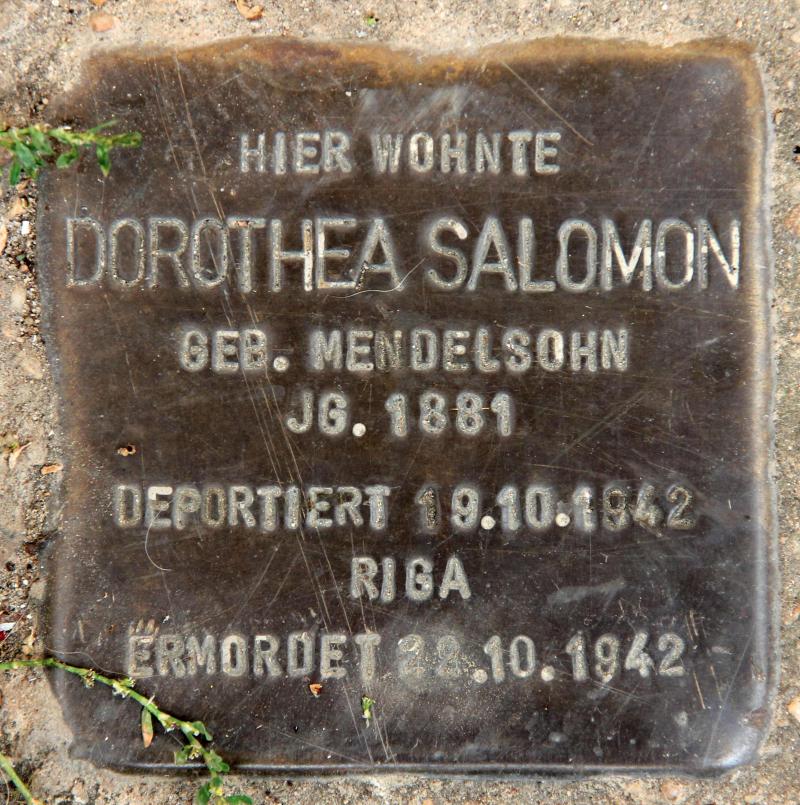 HIER WOHNTE
DOROTHEA SALOMON
GEB. MENDELSOHN
JG. 1881
DEPORTIERT 19.10.1942
RIGA
ERMORDET 22.10.1942